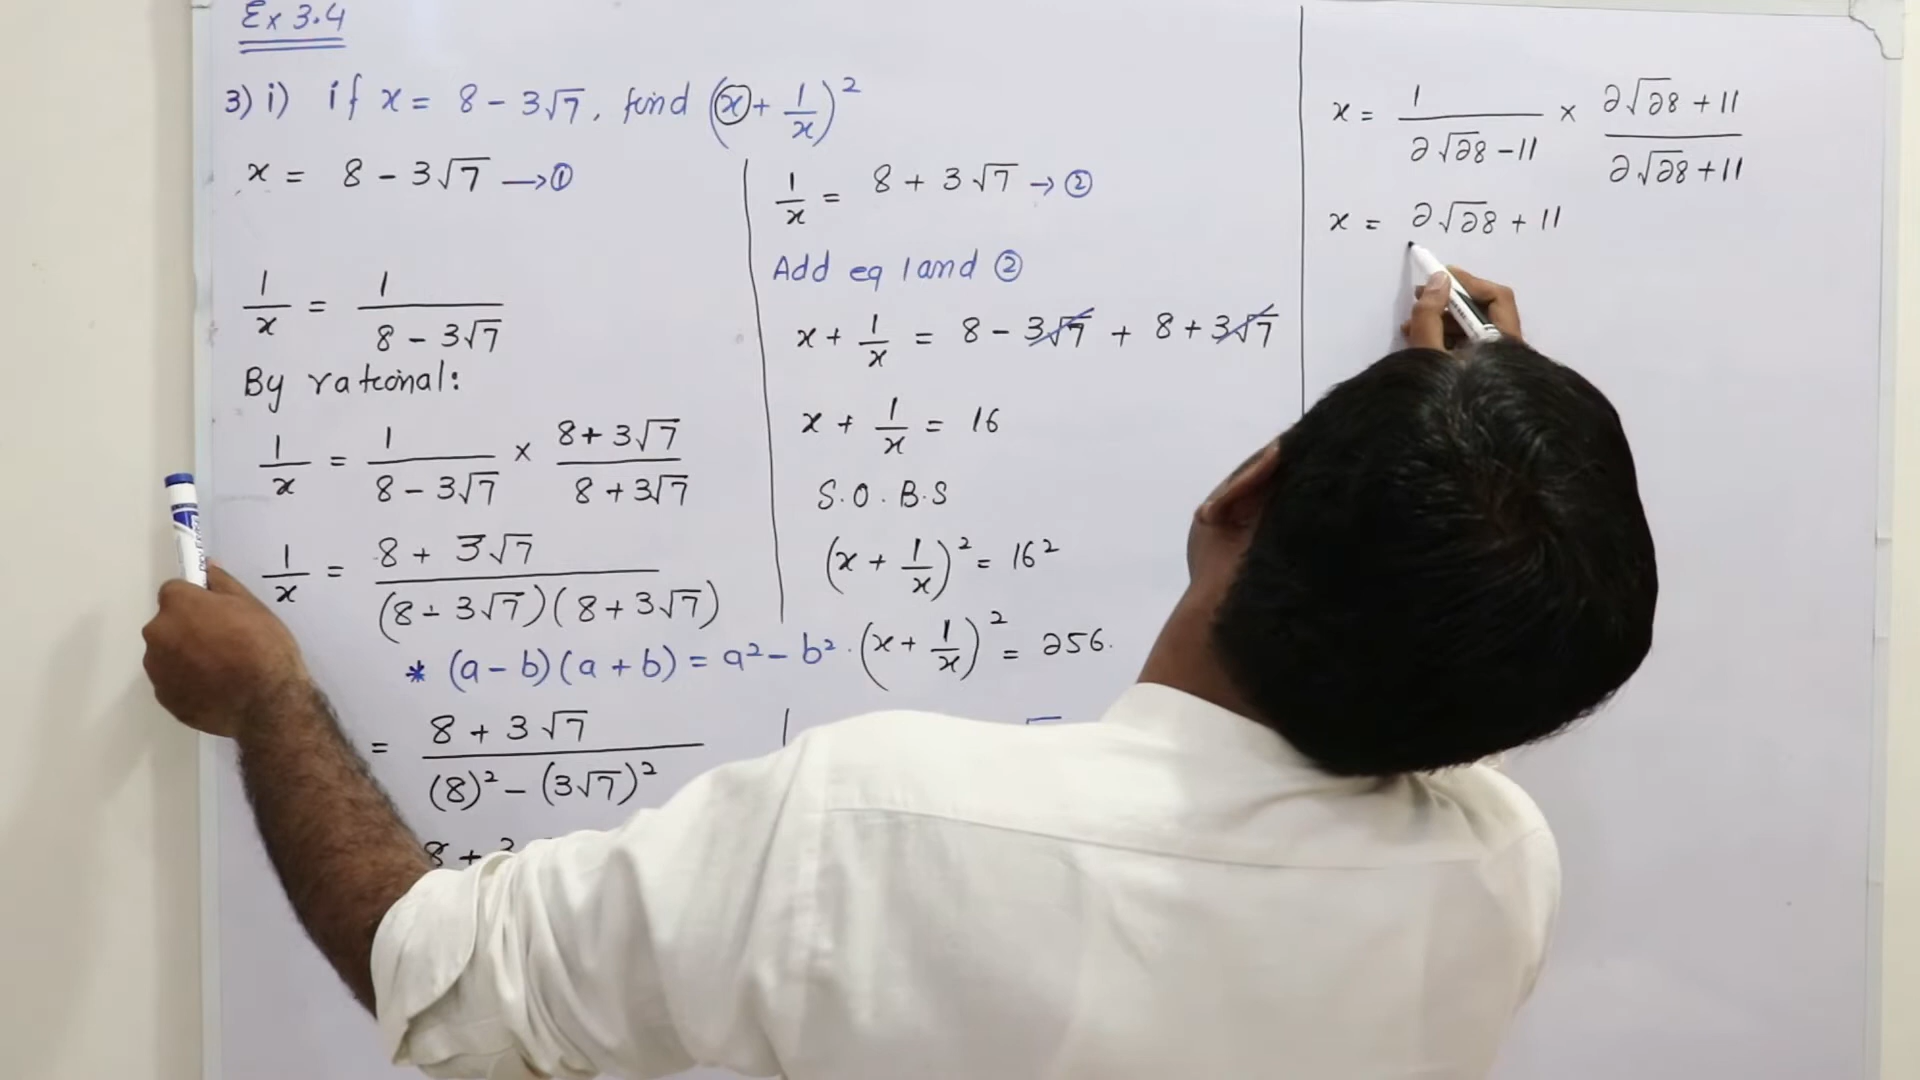 Ex 3.4
3) i) if x = 8 - 3√7, find (x + 1/x)²
x = 8 - 3√7 → ①
1/x = 1/(8 - 3√7)
By rational:
1/x = 1/(8 - 3√7) × (8 + 3√7)/(8 + 3√7)
1/x = (8 + 3√7)/((8 - 3√7)(8 + 3√7))
* (a - b)(a + b) = a² - b².
= (8 + 3√7)/((8)² - (3√7)²)
8 + 3
1/x = 8 + 3√7 → ②
Add eq 1 and ②
x + 1/x = 8 - 3√7 + 8 + 3√7
x + 1/x = 16
S.O.B.S
(x + 1/x)² = 16²
(x + 1/x)² = 256.
x = 1/(2√28 - 11) × (2√28 + 11)/(2√28 + 11)
x = 2√28 + 11